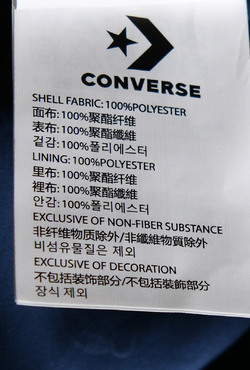 CONVERSE
SHELL FABRIC: 100%POLYESTER
面布: 100%聚酯纤维
表布: 100%聚酯纖維
겉감: 100%폴리에스터
LINING: 100%POLYESTER
里布: 100%聚酯纤维
裡布: 100%聚酯纖維
안감: 100%폴리에스터
EXCLUSIVE OF NON-FIBER SUBSTANCE
非纤维物质除外/非纖維物質除外
비섬유물질은 제외
EXCLUSIVE OF DECORATION
不包括装饰部分/不包括裝飾部分
장식 제외